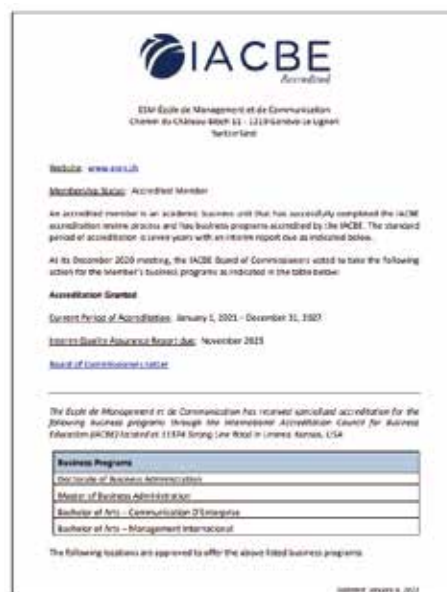 IACBE
Accredited
ESM École de Management et de Communication
Chemin du Château-Bloch 11 - 1219 Genève-Le Lignon
Switzerland
Website: www.esm.ch
Membership Status: Accredited Member
An accredited member is an academic business unit that has successfully completed the IACBE
accreditation review process and has business programs accredited by the IACBE. The standard
period of accreditation is seven years with an interim report due as indicated below.
At its December 2020 meeting, the IACBE Board of Commissioners voted to take the following
action for the Member's business programs as indicated in the table below:
Accreditation Granted
Current Period of Accreditation: January 1, 2021 - December 31, 2027
Interim Quality Assurance Report due: November 2023
Board of Commissioners Letter
The École de Management et de Communication has received specialized accreditation for the
following business programs through the International Accreditation Council for Business
Education (IACBE) located at 11374 Strang Line Road in Lenexa, Kansas, USA
Business Programs
Doctorate of Business Administration
Master of Business Administration
Bachelor of Arts – Communication D'Enterprise
Bachelor of Arts – Management International
The following locations are approved to offer the above listed business programs
Updated: January 6, 2022